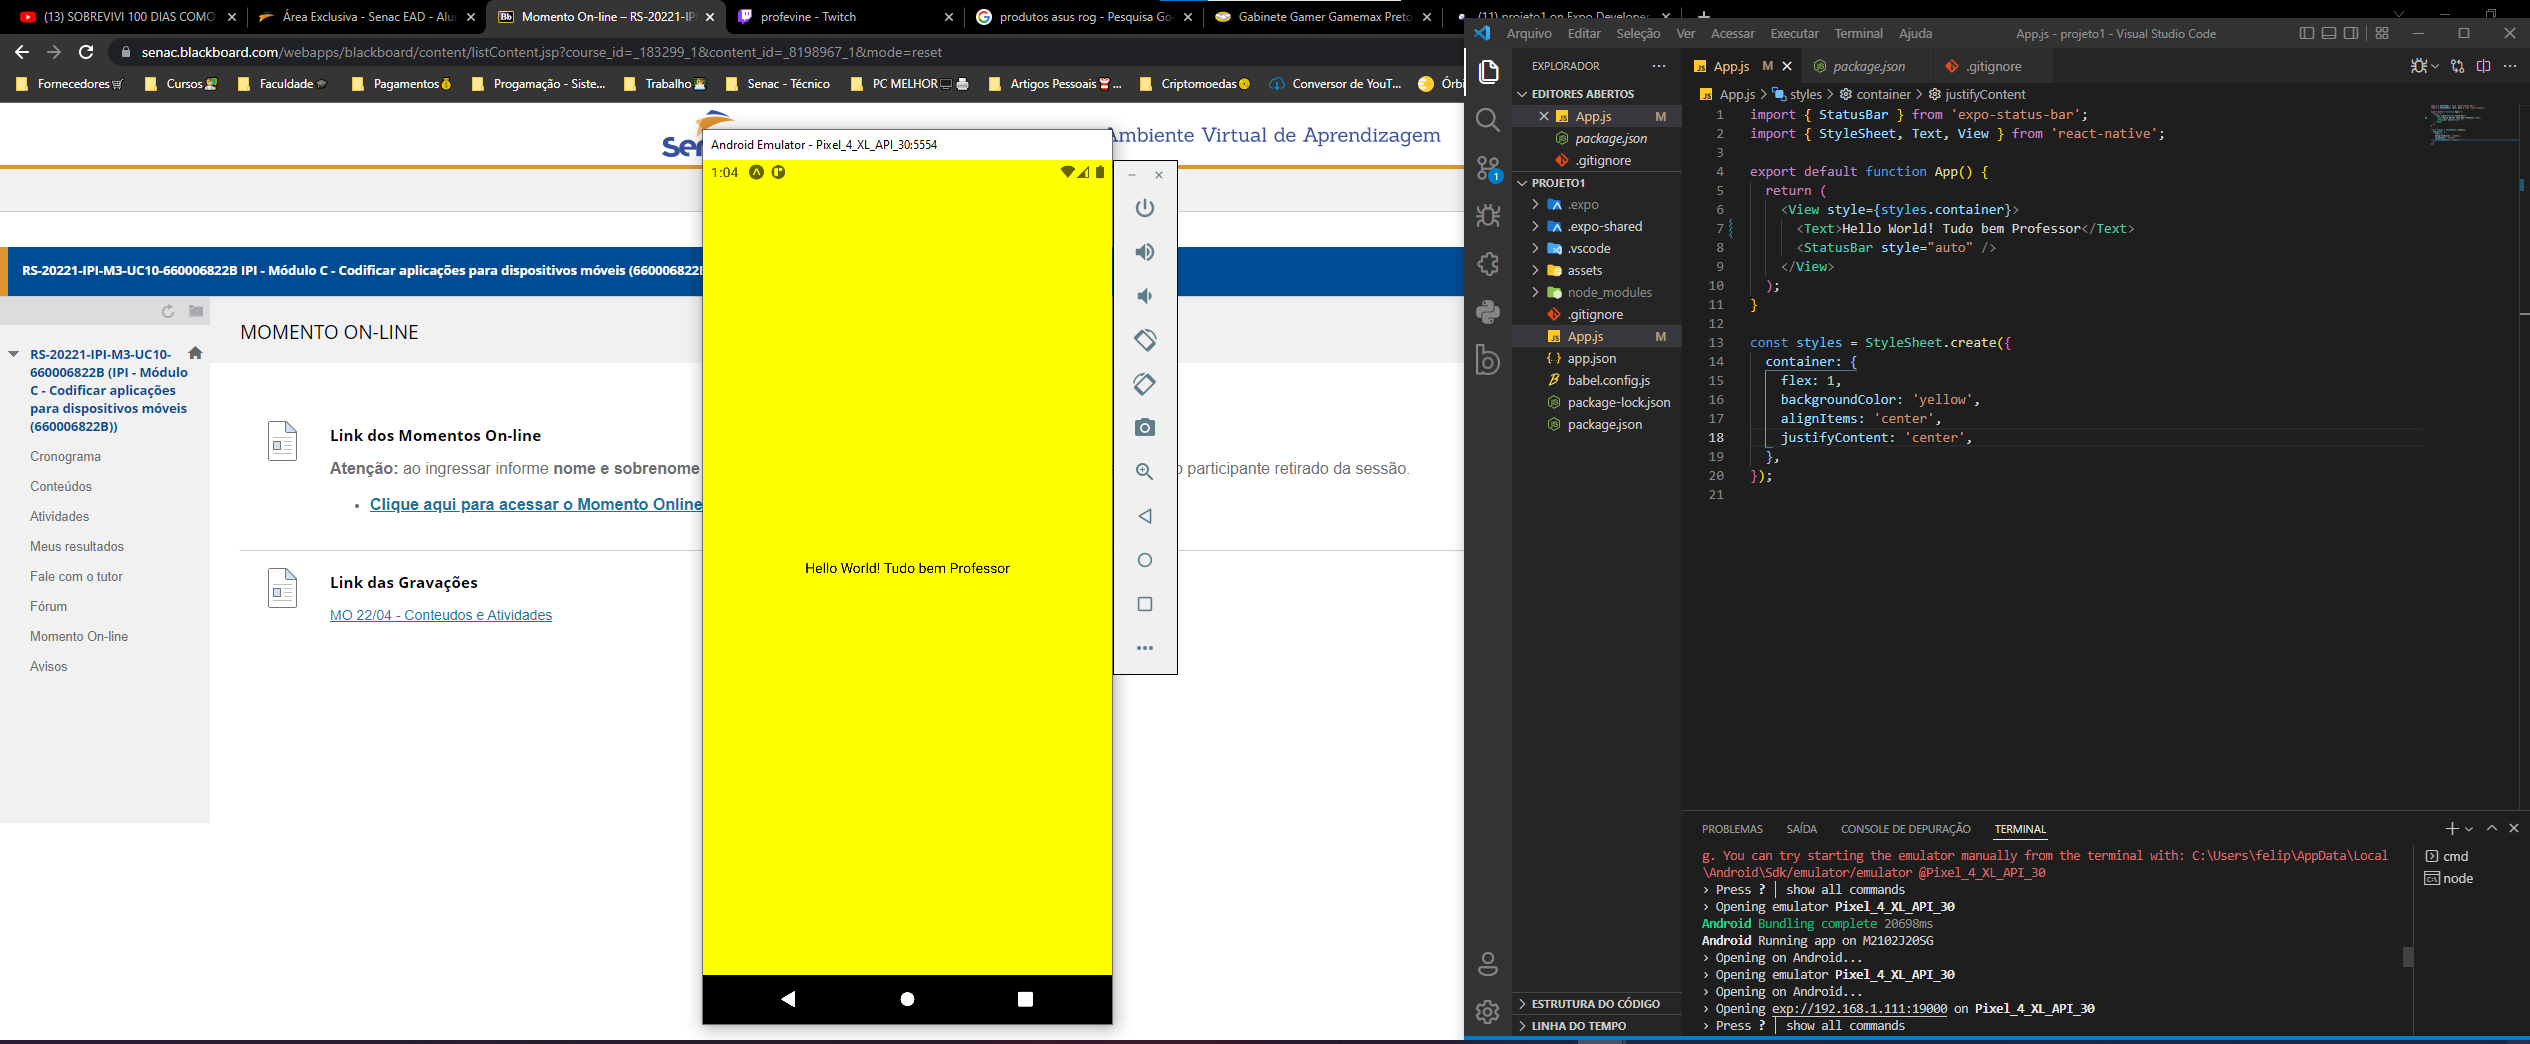 (13) SOBREVIVI 100 DIAS COMO
Área Exclusiva - Senac EAD - Alu
Momento On-line – RS-20221-IPI
profevine - Twitch
produtos asus rog - Pesquisa Goo
Gabinete Gamer Gamemax Preto
(11) projeto1 on Expo Developer
senac.blackboard.com/webapps/blackboard/content/listContent.jsp?course_id=_183299_1&content_id=_8198967_1&mode=reset
Fornecedores
Cursos
Faculdade
Pagamentos
Progamação - Siste...
Trabalho
Senac - Técnico
PC MELHOR
Artigos Pessoais ...
Criptomoedas
Conversor de YouT...
Órbi
Sen
Ambiente Virtual de Aprendizagem
RS-20221-IPI-M3-UC10-660006822B IPI - Módulo C - Codificar aplicações para dispositivos móveis (660006822B
RS-20221-IPI-M3-UC10-
660006822B (IPI - Módulo
C - Codificar aplicações
para dispositivos móveis
(660006822B))
Cronograma
Conteúdos
Atividades
Meus resultados
Fale com o tutor
Fórum
Momento On-line
Avisos
MOMENTO ON-LINE
Link dos Momentos On-line
Atenção: ao ingressar informe nome e sobrenome
o participante retirado da sessão.
Clique aqui para acessar o Momento Online
Link das Gravações
MO 22/04 - Conteudos e Atividades
Android Emulator - Pixel_4_XL_API_30:5554
1:04
Hello World! Tudo bem Professor
Arquivo Editar Seleção Ver Acessar Executar Terminal Ajuda
App.js - projeto1 - Visual Studio Code
EXPLORADOR
EDITORES ABERTOS
App.js M
package.json
.gitignore
PROJETO1
.expo
.expo-shared
.vscode
assets
node_modules
.gitignore
App.js M
app.json
babel.config.js
package-lock.json
package.json
ESTRUTURA DO CÓDIGO
LINHA DO TEMPO
1
App.js M
package.json
.gitignore
App.js > styles > container > justifyContent
1 import { StatusBar } from 'expo-status-bar';
2 import { StyleSheet, Text, View } from 'react-native';
3
4 export default function App() {
5 return (
6 <View style={styles.container}>
7 <Text>Hello World! Tudo bem Professor</Text>
8 <StatusBar style="auto" />
9 </View>
10 );
11 }
12
13 const styles = StyleSheet.create({
14 container: {
15 flex: 1,
16 backgroundColor: 'yellow',
17 alignItems: 'center',
18 justifyContent: 'center',
19 },
20 });
21
PROBLEMAS SAÍDA CONSOLE DE DEPURAÇÃO TERMINAL
g. You can try starting the emulator manually from the terminal with: C:\Users\felip\AppData\Local
\Android\Sdk/emulator/emulator @Pixel_4_XL_API_30
› Press ? │ show all commands
› Opening emulator Pixel_4_XL_API_30
Android Bundling complete 20698ms
Android Running app on M2102J20SG
› Opening on Android...
› Opening emulator Pixel_4_XL_API_30
› Opening on Android...
› Opening exp://192.168.1.111:19000 on Pixel_4_XL_API_30
› Press ? │ show all commands
cmd
node